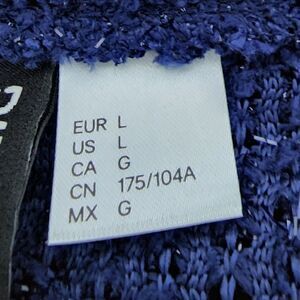 EUR L
US L
CA G
CN 175/104A
MX G